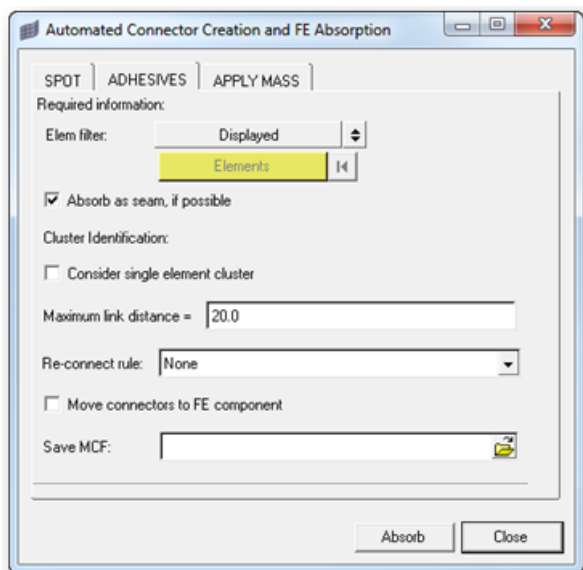 Automated Connector Creation and FE Absorption
SPOT ADHESIVES APPLY MASS
Required information:
Elem filter: Displayed
Elements
Absorb as seam, if possible
Cluster Identification:
Consider single element cluster
Maximum link distance = 20.0
Re-connect rule: None
Move connectors to FE component
Save MCF:
Absorb Close